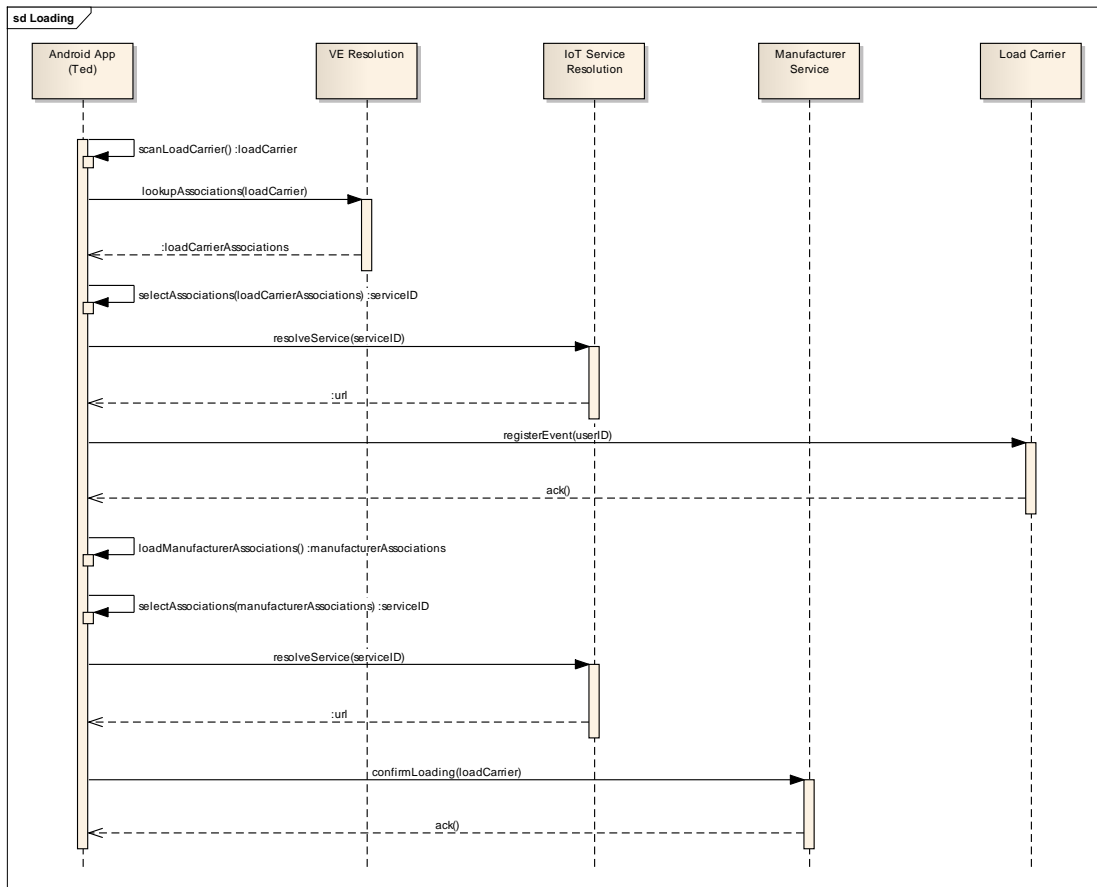 sd Loading
Android App
(Ted)
VE Resolution
IoT Service
Resolution
Manufacturer
Service
Load Carrier
scanLoadCarrier() :loadCarrier
lookupAssociations(loadCarrier)
:loadCarrierAssociations
selectAssociations(loadCarrierAssociations) :serviceID
resolveService(serviceID)
:url
registerEvent(userID)
ack()
loadManufacturerAssociations() :manufacturerAssociations
selectAssociations(manufacturerAssociations) :serviceID
resolveService(serviceID)
:url
confirmLoading(loadCarrier)
ack()